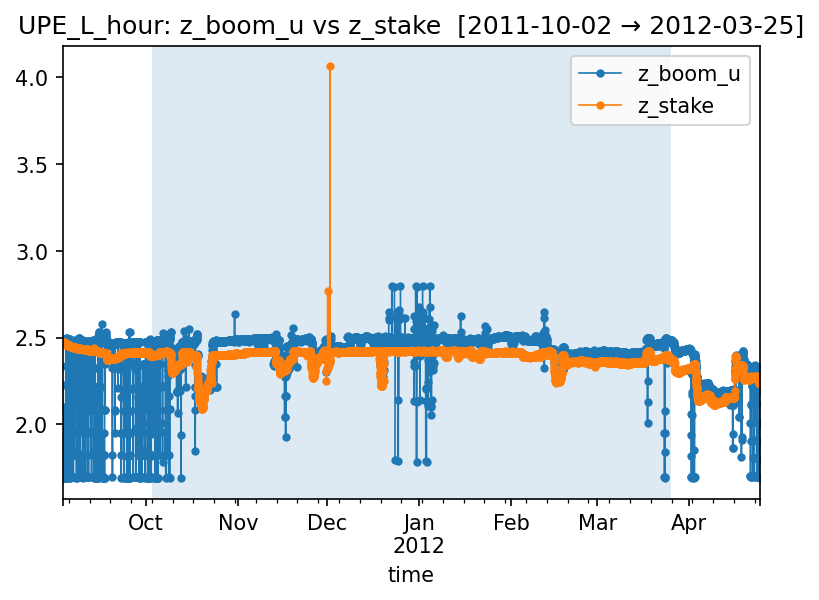 UPE_L_hour: z_boom_u vs z_stake  [2011-10-02 → 2012-03-25]
z_boom_u
z_stake
4.0
3.5
3.0
2.5
2.0
Oct
Nov
Dec
Jan
Feb
Mar
Apr
2012
time